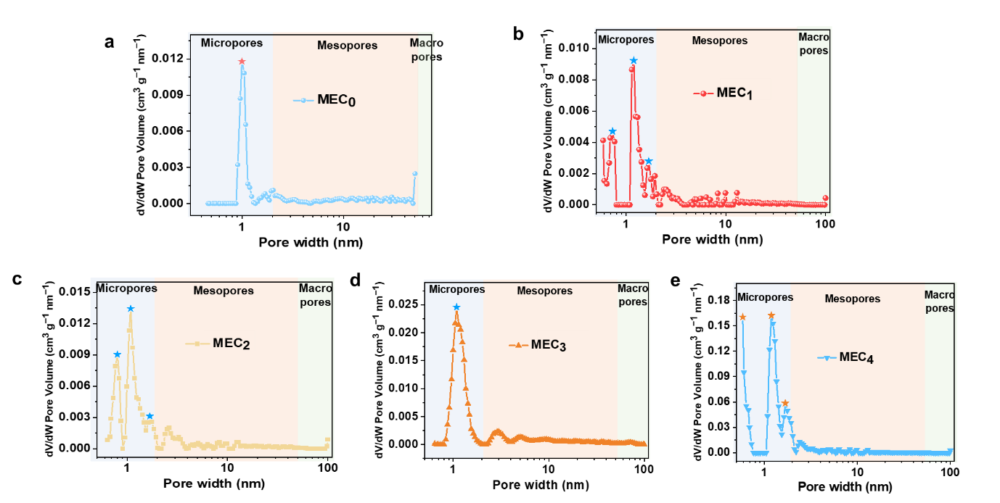 a
dV/dW Pore Volume (cm³ g⁻¹ nm⁻¹)
0.012
0.009
0.006
0.003
0.000
Micropores
Mesopores
Macro
pores
MEC₀
1
10
Pore width (nm)
b
dV/dW Pore Volume (cm³ g⁻¹ nm⁻¹)
0.010
0.008
0.006
0.004
0.002
0.000
Micropores
Mesopores
Macro
pores
MEC₁
1
10
100
Pore width (nm)
c
dV/dW Pore Volume (cm³ g⁻¹ nm⁻¹)
0.015
0.012
0.009
0.006
0.003
0.000
Micropores
Mesopores
Macro
pores
MEC₂
1
10
100
Pore width (nm)
d
dV/dW Pore Volume (cm³ g⁻¹ nm⁻¹)
0.025
0.020
0.015
0.010
0.005
0.000
Micropores
Mesopores
Macro
pores
MEC₃
1
10
100
Pore width (nm)
e
dV/dW Pore Volume (cm³ g⁻¹ nm⁻¹)
0.18
0.15
0.12
0.09
0.06
0.03
0.00
Micropores
Mesopores
Macro
pores
MEC₄
1
10
100
Pore width (nm)